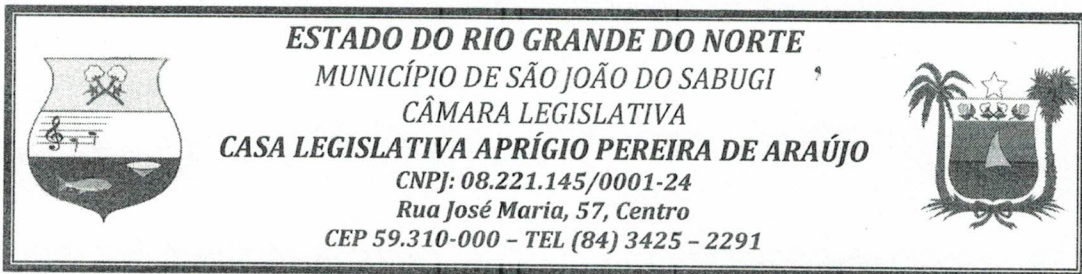 ESTADO DO RIO GRANDE DO NORTE
MUNICÍPIO DE SÃO JOÃO DO SABUGI
CÂMARA LEGISLATIVA
CASA LEGISLATIVA APRÍGIO PEREIRA DE ARAÚJO
CNPJ: 08.221.145/0001-24
Rua José Maria, 57, Centro
CEP 59.310-000 – TEL (84) 3425 – 2291